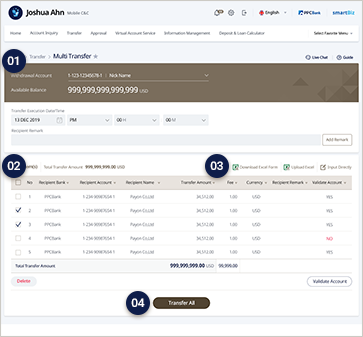 Joshua Ahn Mobile C&C
English PPCBank smartBiz
Home Account Inquiry Transfer Approval Virtual Account Service Information Management Deposit & Loan Calculator Select Favorite Menu
01 Transfer > Multi Transfer Live Chat Guide
Withdrawal Account 1-123-12345678-1 Nick Name
Available Balance 999,999,999,999,999 USD
Transfer Execution Date/Time
13 DEC 2019 PM 00 H 00 M
Recipient Remark
Add Remark
02 Total Transfer Amount 999,999,999.00 USD 03 Download Excel Form Upload Excel Input Directly
No Recipient Bank Recipient Account Recipient Name Transfer Amount Fee Currency Recipient Remark Validate Account
1 PPCBank 1-234-90987654-1 Payon Co.Ltd 34,512.00 1.00 USD YES
2 PPCBank 1-234-90987654-1 Payon Co.Ltd 34,512.00 1.00 USD YES
3 PPCBank 1-234-90987654-1 Payon Co.Ltd 34,512.00 1.00 USD YES
4 PPCBank 1-234-90987654-1 Payon Co.Ltd 34,512.00 1.00 USD NO
5 PPCBank 1-234-90987654-1 Payon Co.Ltd 34,512.00 1.00 USD YES
Total Transfer Amount 999,999,999.00 USD 99,999.00
Delete Validate Account
04 Transfer All